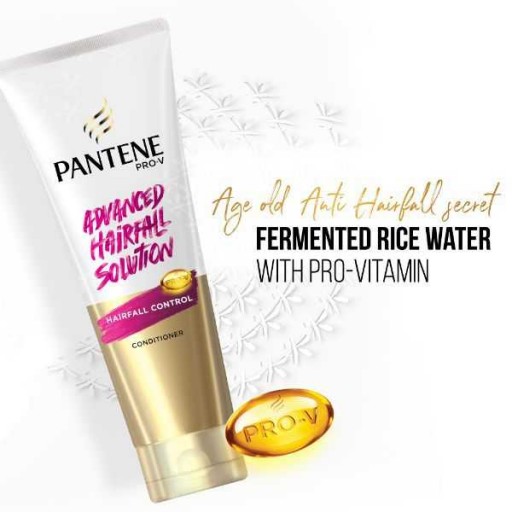 PANTENE
PRO-V
ADVANCED
HAIRFALL
SOLUTION
HAIRFALL CONTROL
CONDITIONER
Age old Anti Hairfall secret
FERMENTED RICE WATER
WITH PRO-VITAMIN
PRO-V